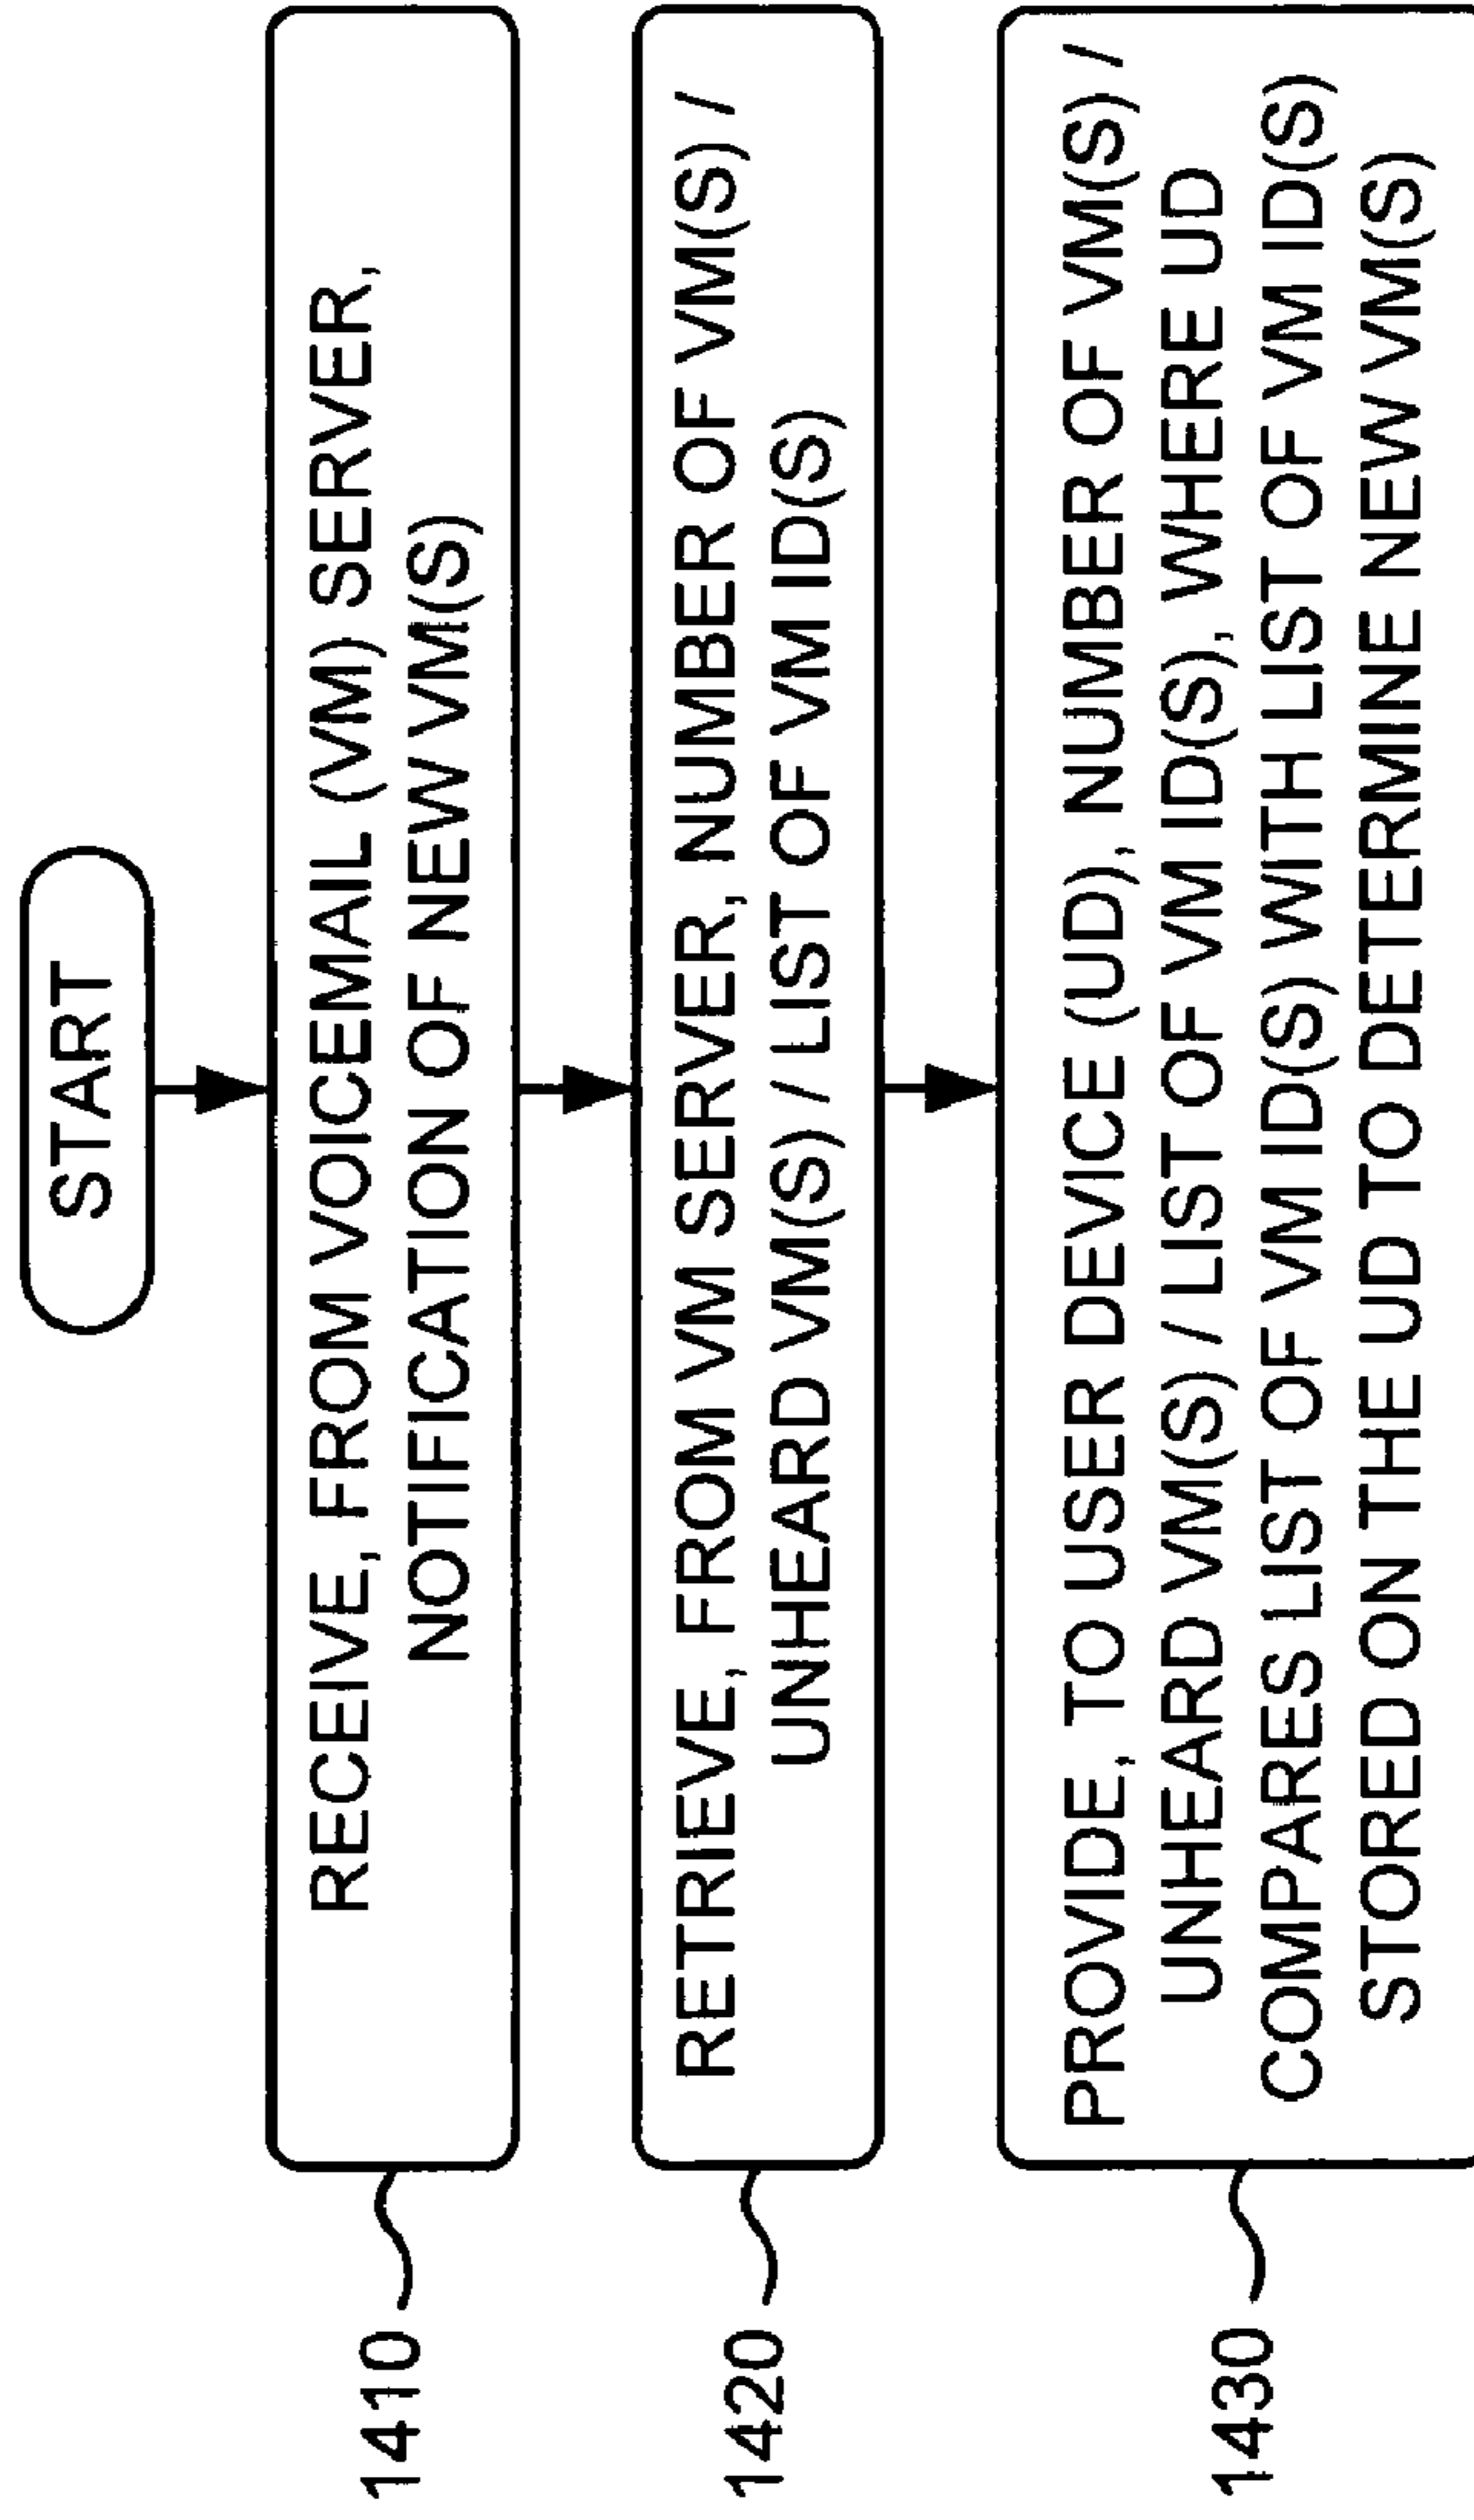 START
RECEIVE, FROM VOICEMAIL (VM) SERVER,
NOTIFICATION OF NEW VM(S)
1410
RETRIEVE, FROM VM SERVER, NUMBER OF VM(S) /
UNHEARD VM(S) / LIST OF VM ID(S)
1420
PROVIDE, TO USER DEVICE (UD), NUMBER OF VM(S) /
UNHEARD VM(S) / LIST OF VM ID(S), WHERE UD
COMPARES LIST OF VM ID(S) WITH LIST OF VM ID(S)
STORED ON THE UD TO DETERMINE NEW VM(S)
1430